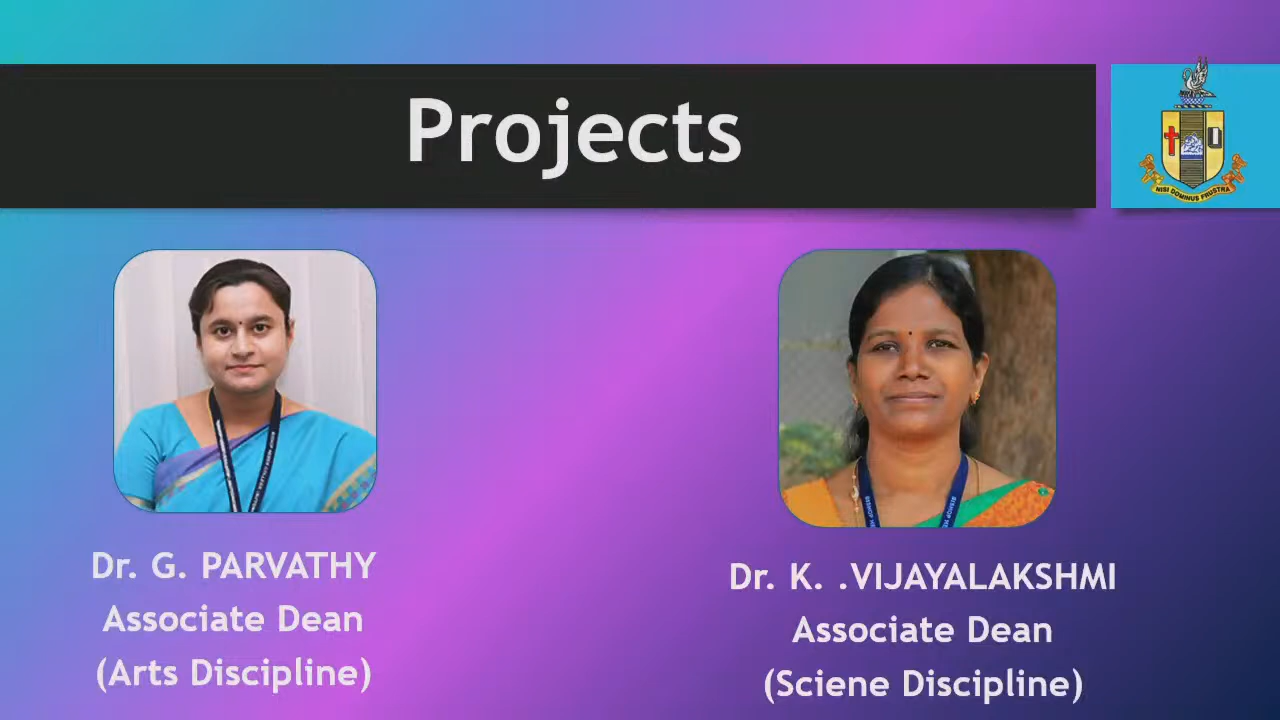 Projects
NISI DOMINUS FRUSTRA
Dr. G. PARVATHY
Associate Dean
(Arts Discipline)
Dr. K. .VIJAYALAKSHMI
Associate Dean
(Sciene Discipline)